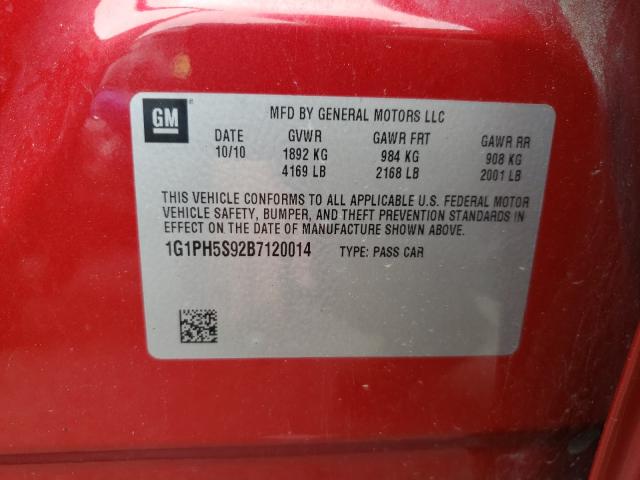 GM
MFD BY GENERAL MOTORS LLC
DATE GVWR GAWR FRT GAWR RR
10/10 1892 KG 984 KG 908 KG
4169 LB 2168 LB 2001 LB
THIS VEHICLE CONFORMS TO ALL APPLICABLE U.S. FEDERAL MOTOR
VEHICLE SAFETY, BUMPER, AND THEFT PREVENTION STANDARDS IN
EFFECT ON THE DATE OF MANUFACTURE SHOWN ABOVE.
1G1PH5S92B7120014 TYPE: PASS CAR